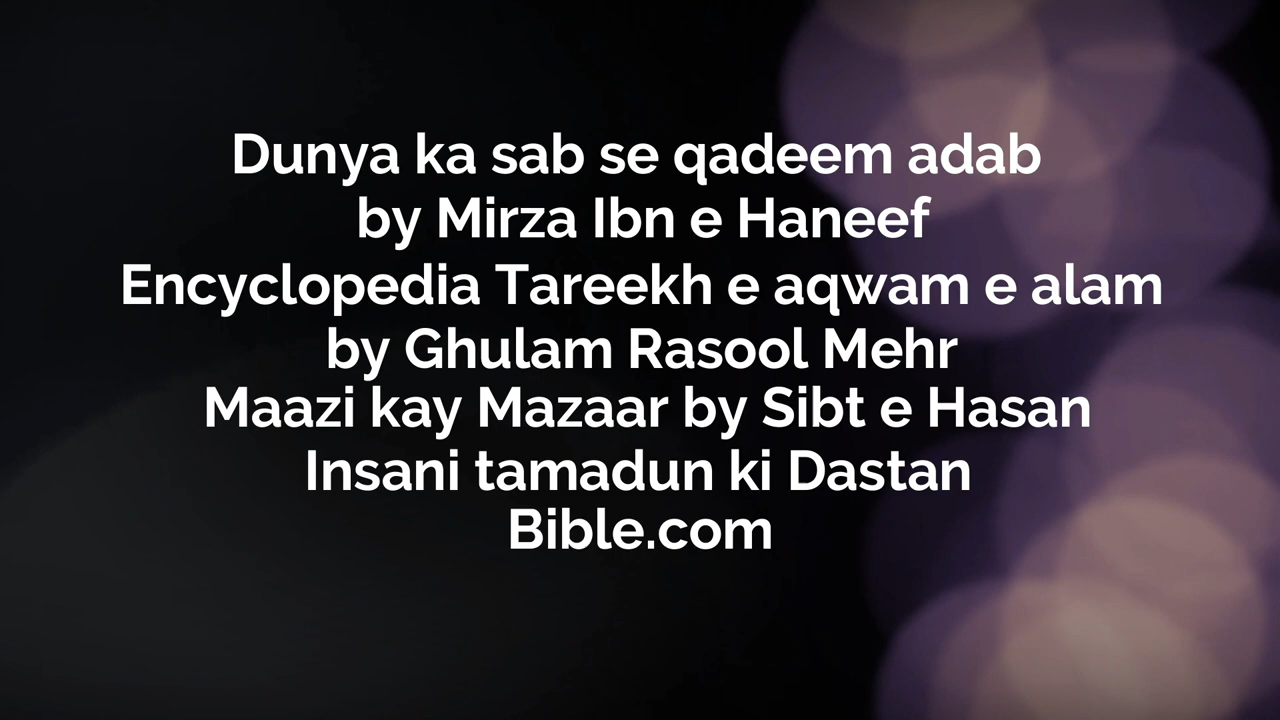 Dunya ka sab se qadeem adab
by Mirza Ibn e Haneef
Encyclopedia Tareekh e aqwam e alam
by Ghulam Rasool Mehr
Maazi kay Mazaar by Sibt e Hasan
Insani tamadun ki Dastan
Bible.com